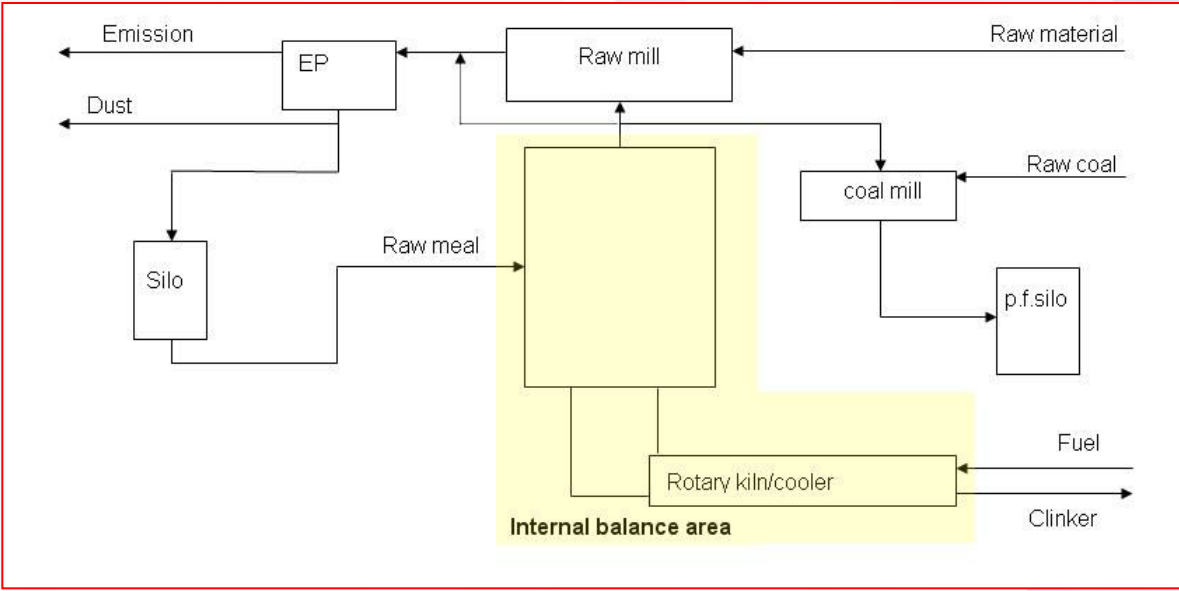 Emission
EP
Raw mill
Raw material
Dust
Raw coal
coal mill
Raw meal
Silo
p.f.silo
Fuel
Rotary kiln/cooler
Clinker
Internal balance area